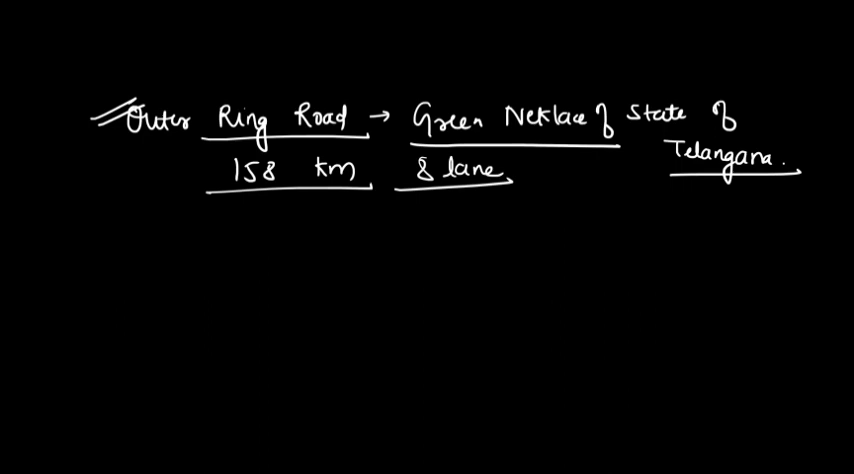 Outer Ring Road → Green Neklace of State of
Telangana.
158 km 8 lane